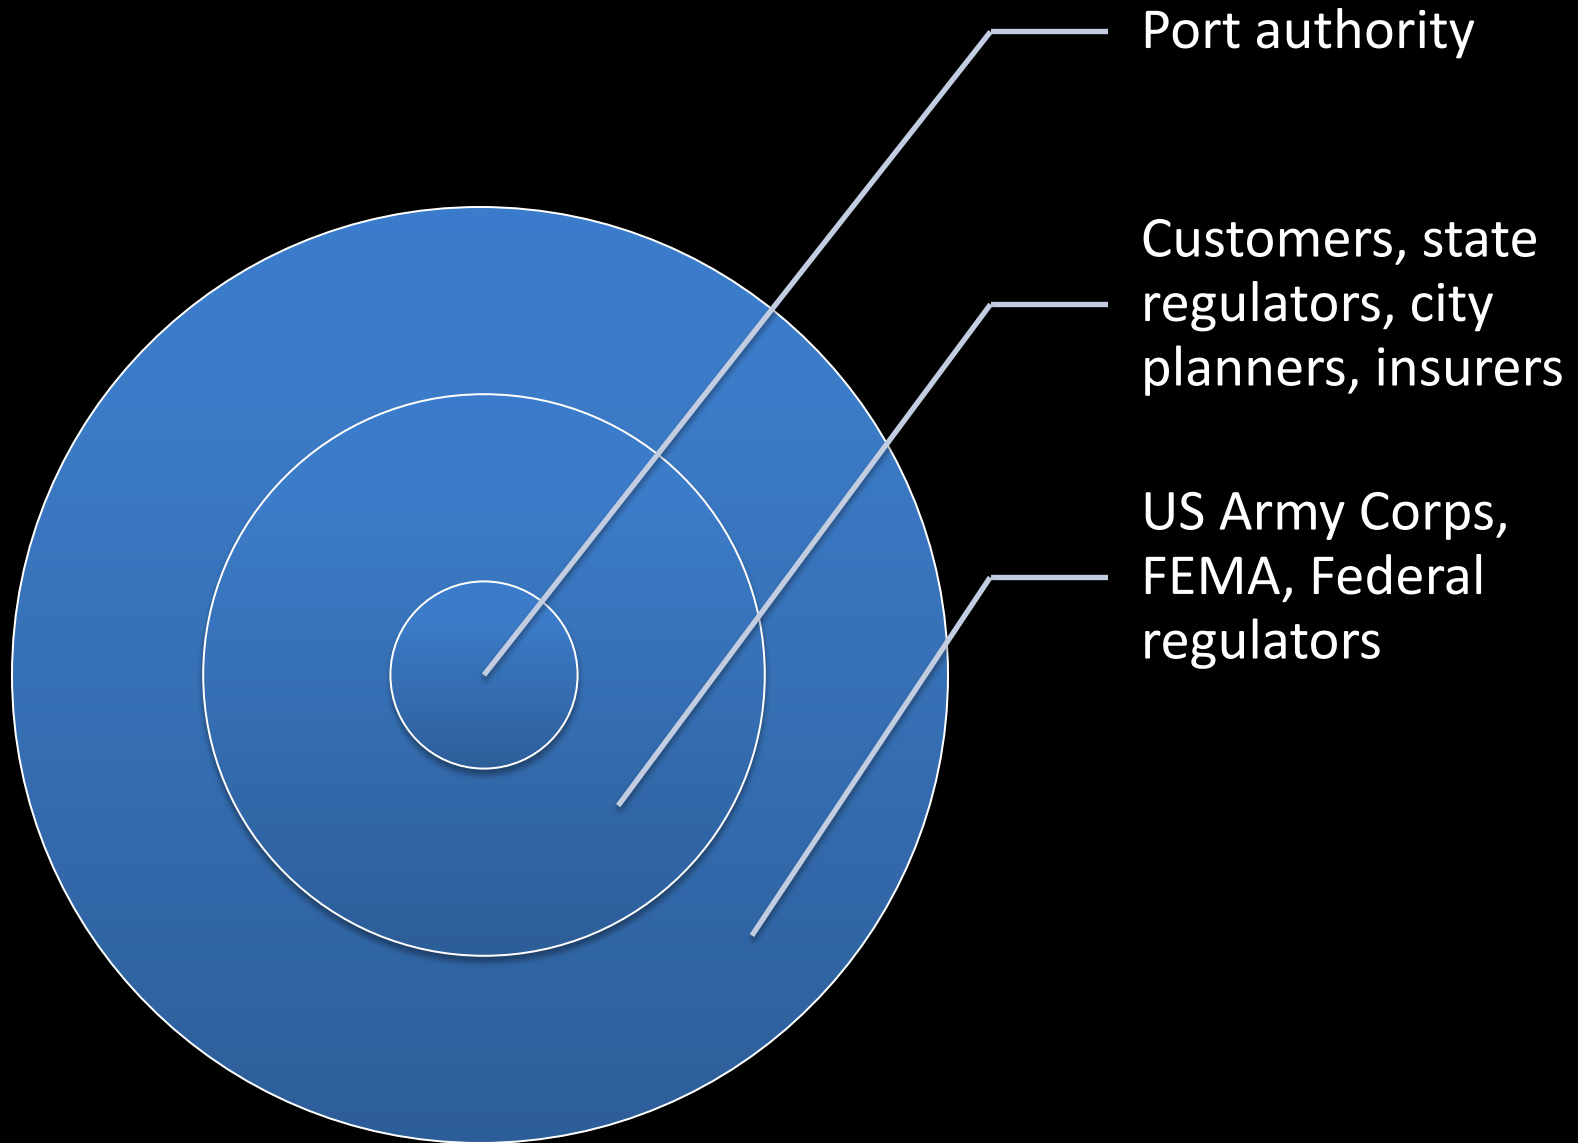 Port authority
Customers, state
regulators, city
planners, insurers
US Army Corps,
FEMA, Federal
regulators